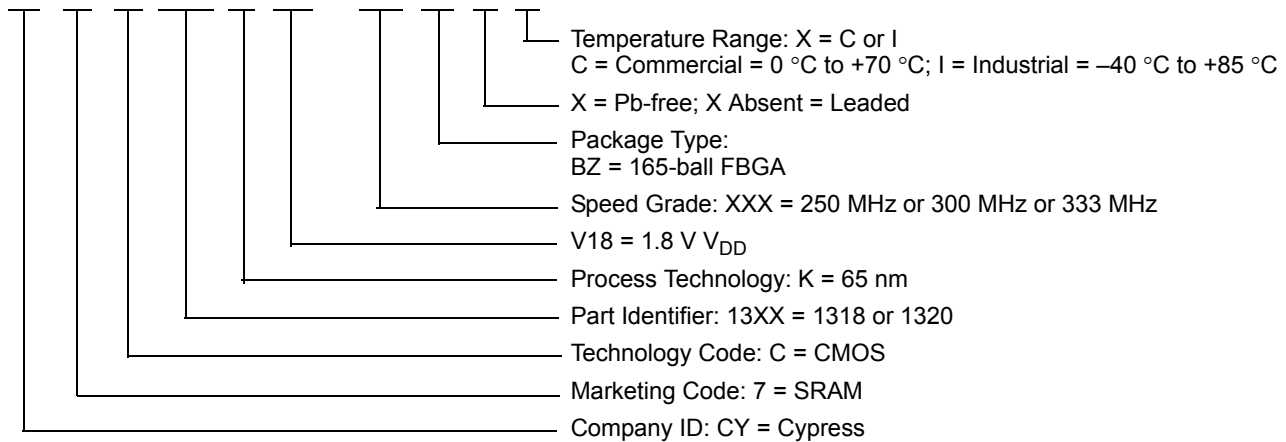 Temperature Range: X = C or I
C = Commercial = 0 °C to +70 °C; I = Industrial = –40 °C to +85 °C
X = Pb-free; X Absent = Leaded
Package Type:
BZ = 165-ball FBGA
Speed Grade: XXX = 250 MHz or 300 MHz or 333 MHz
V18 = 1.8 V VDD
Process Technology: K = 65 nm
Part Identifier: 13XX = 1318 or 1320
Technology Code: C = CMOS
Marketing Code: 7 = SRAM
Company ID: CY = Cypress